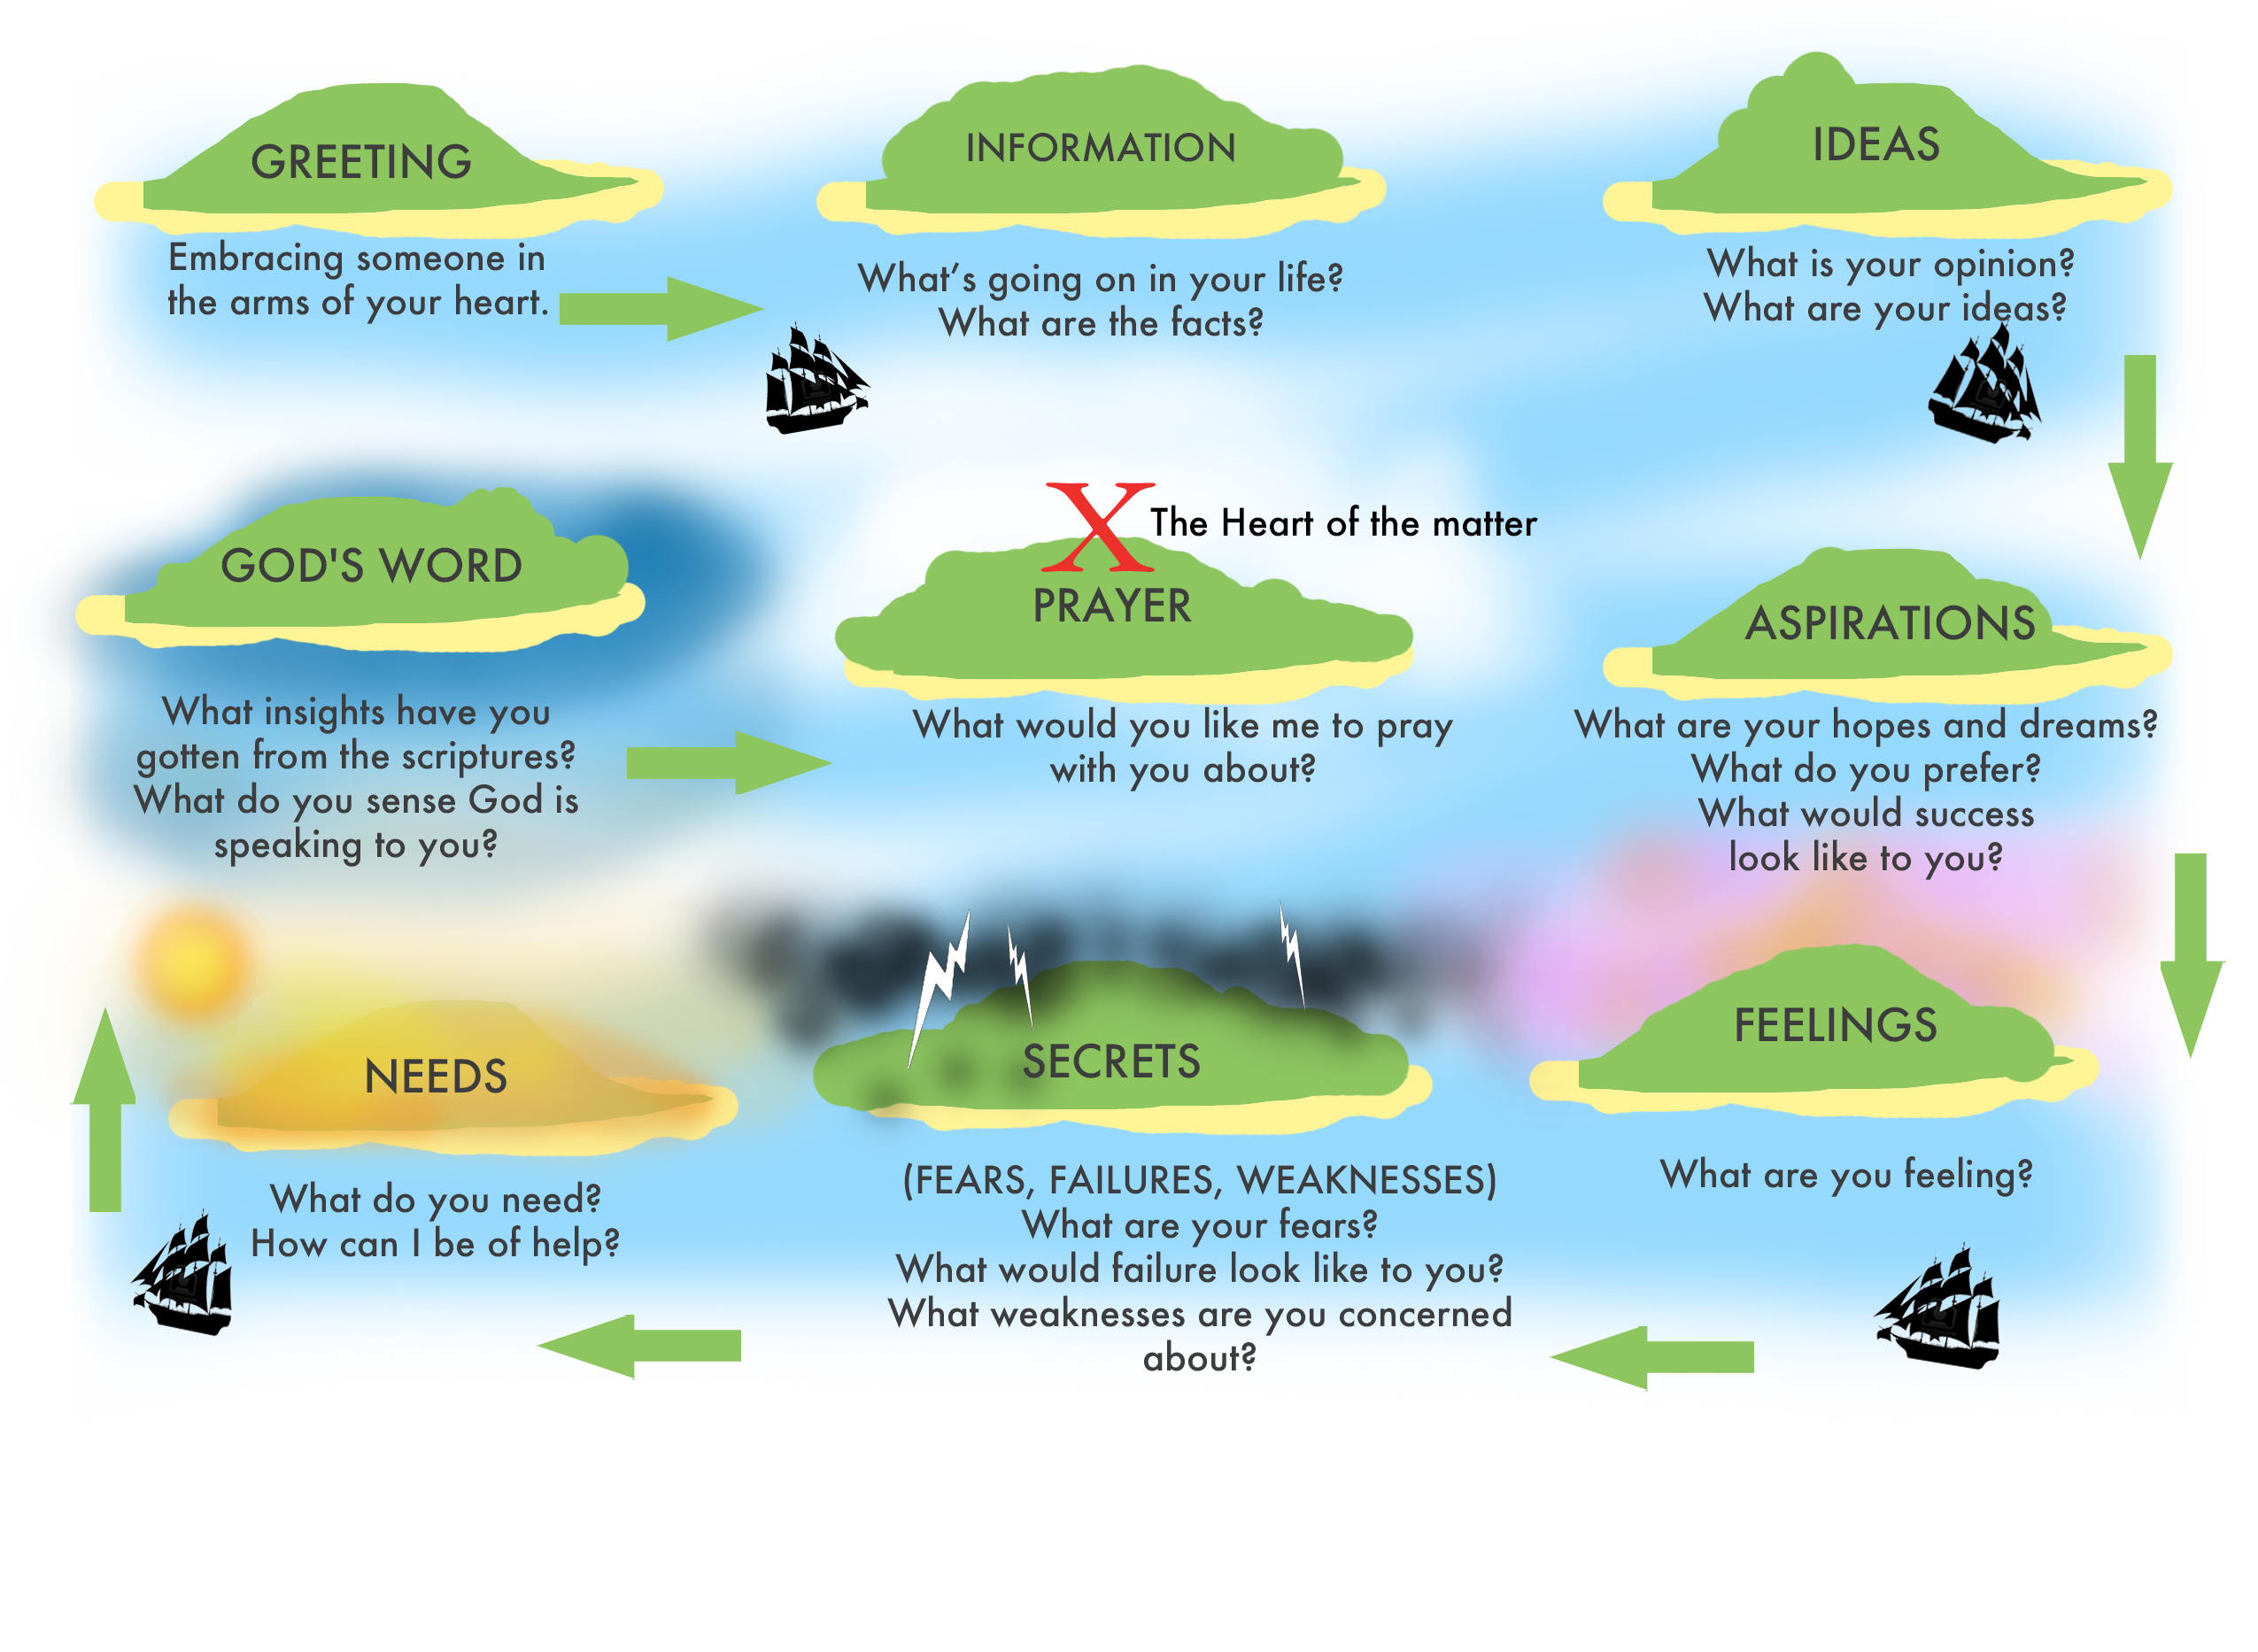 GREETING
Embracing someone in
the arms of your heart.
INFORMATION
What's going on in your life?
What are the facts?
IDEAS
What is your opinion?
What are your ideas?
GOD'S WORD
What insights have you
gotten from the scriptures?
What do you sense God is
speaking to you?
X The Heart of the matter
PRAYER
What would you like me to pray
with you about?
ASPIRATIONS
What are your hopes and dreams?
What do you prefer?
What would success
look like to you?
NEEDS
What do you need?
How can I be of help?
SECRETS
(FEARS, FAILURES, WEAKNESSES)
What are your fears?
What would failure look like to you?
What weaknesses are you concerned
about?
FEELINGS
What are you feeling?